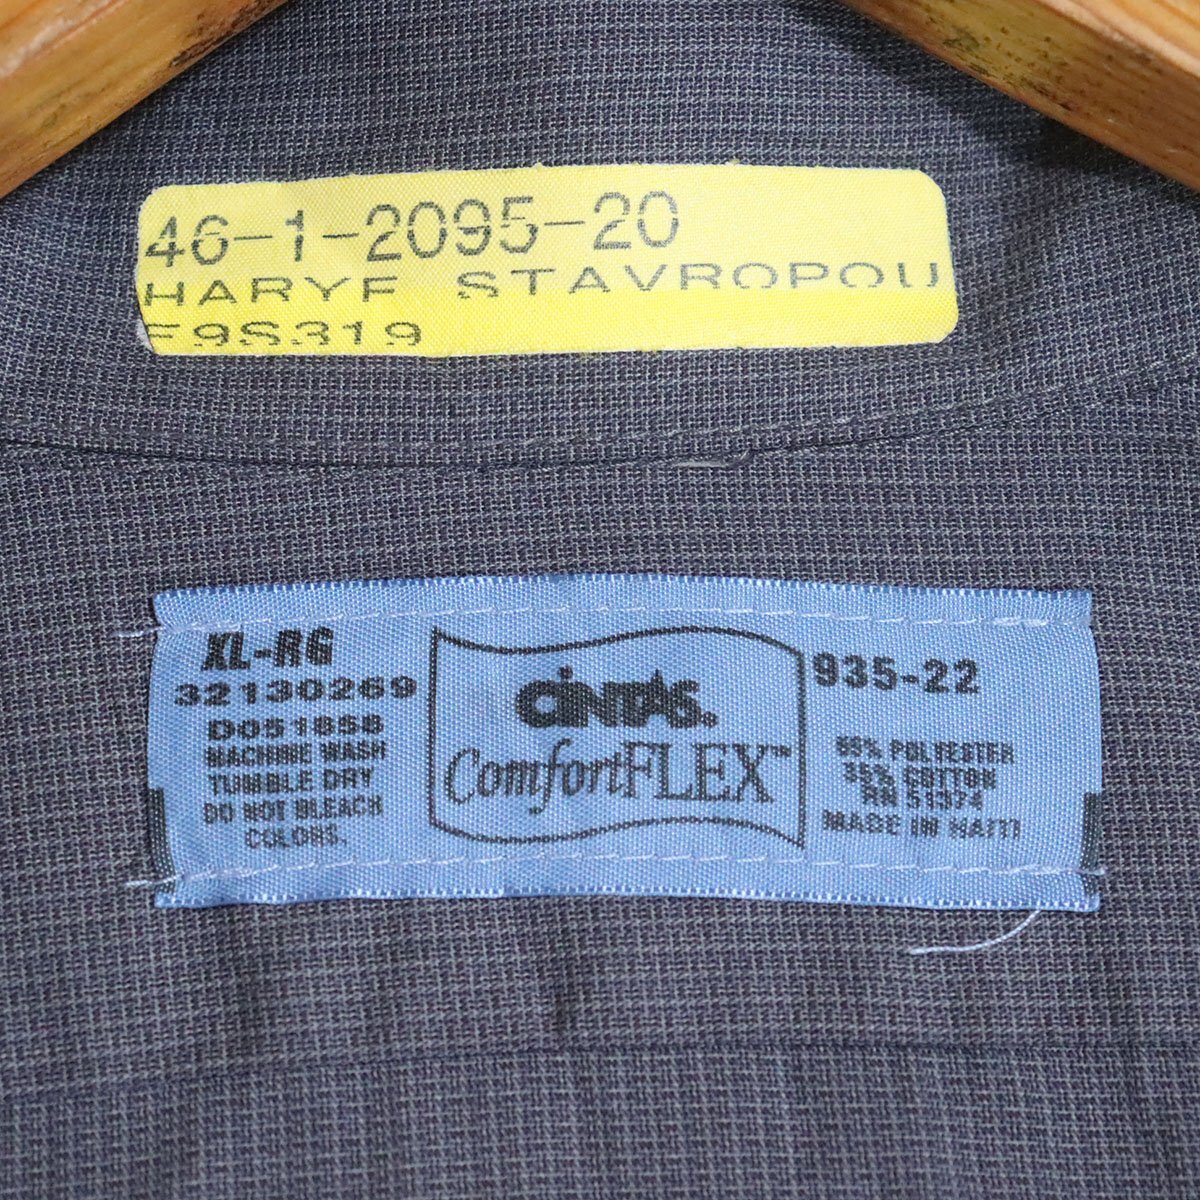 46-1-2095-20
HARYF STAVROPOU
F9S319
XL-RG
32130269
D051858
MACHINE WASH
TUMBLE DRY
DO NOT BLEACH
COLORS.
CINTAS.
ComfortFLEX™
935-22
65% POLYESTER
35% COTTON
RN 51374
MADE IN HAITI